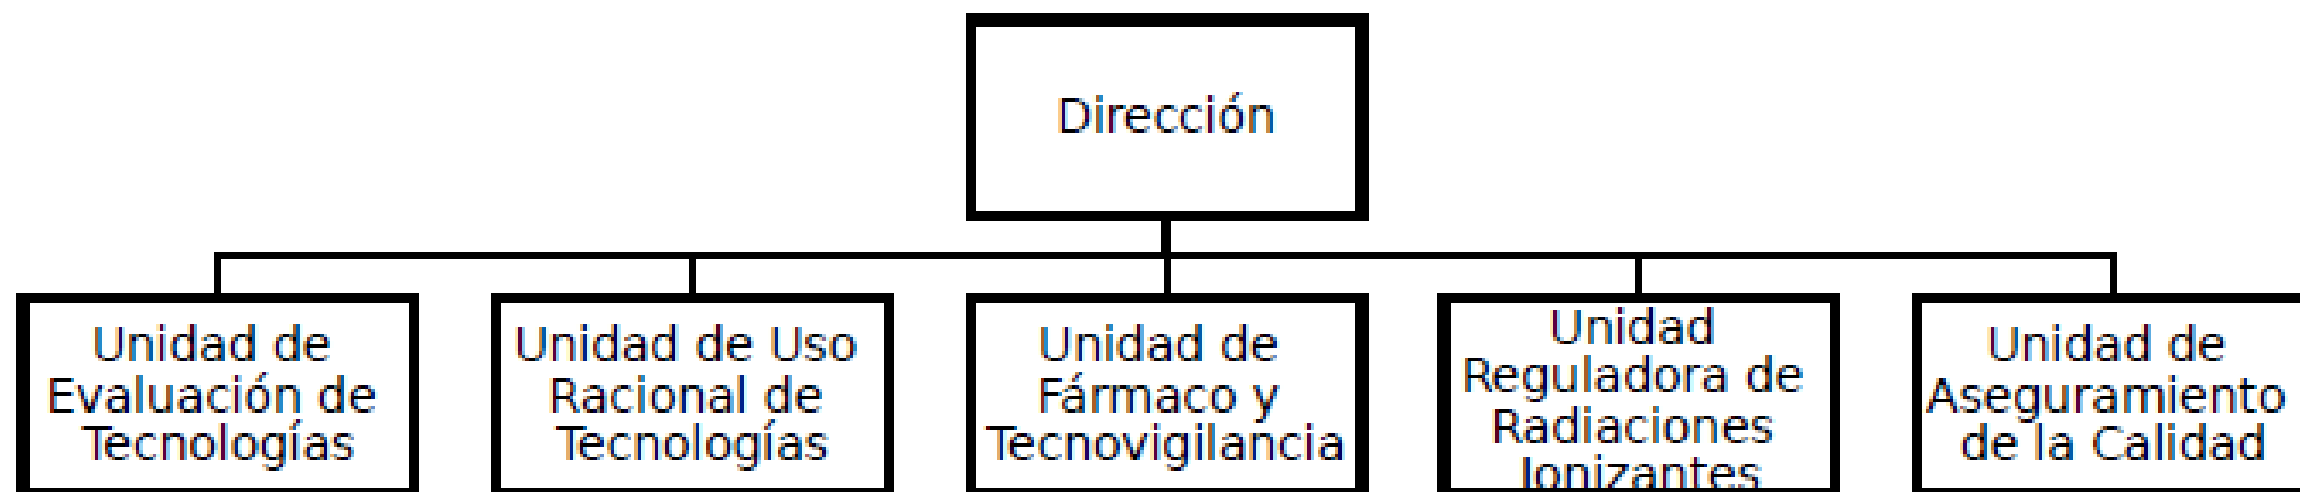 Dirección
Unidad de
Evaluación de
Tecnologías
Unidad de Uso
Racional de
Tecnologías
Unidad de
Fármaco y
Tecnovigilancia
Unidad
Reguladora de
Radiaciones
Ionizantes
Unidad de
Aseguramiento
de la Calidad